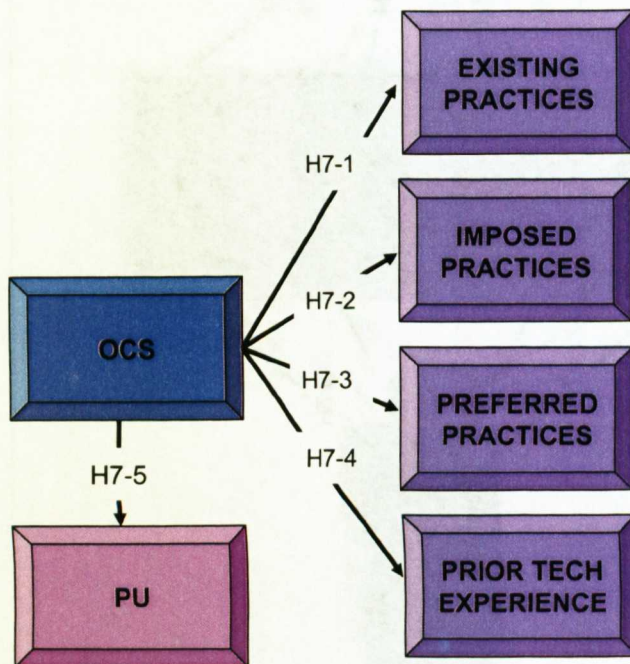 EXISTING
PRACTICES
H7-1
IMPOSED
PRACTICES
H7-2
OCS
H7-3
PREFERRED
PRACTICES
H7-4
H7-5
PU
PRIOR TECH
EXPERIENCE